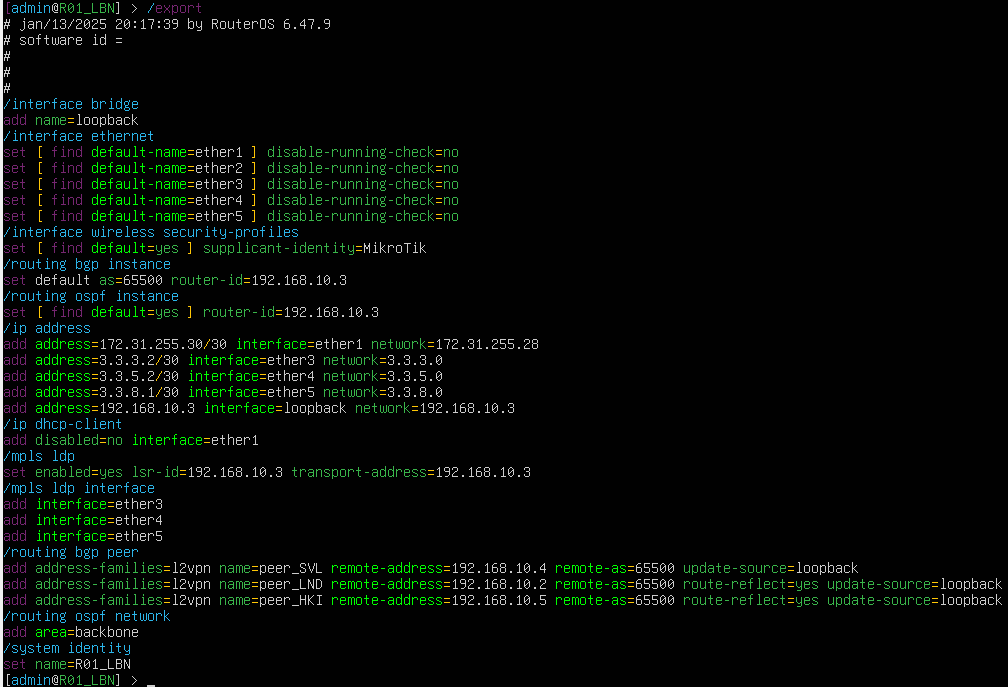 [admin@R01_LBN] > /export
# jan/13/2025 20:17:39 by RouterOS 6.47.9
# software id =
#
#
#
/interface bridge
add name=loopback
/interface ethernet
set [ find default-name=ether1 ] disable-running-check=no
set [ find default-name=ether2 ] disable-running-check=no
set [ find default-name=ether3 ] disable-running-check=no
set [ find default-name=ether4 ] disable-running-check=no
set [ find default-name=ether5 ] disable-running-check=no
/interface wireless security-profiles
set [ find default=yes ] supplicant-identity=MikroTik
/routing bgp instance
set default as=65500 router-id=192.168.10.3
/routing ospf instance
set [ find default=yes ] router-id=192.168.10.3
/ip address
add address=172.31.255.30/30 interface=ether1 network=172.31.255.28
add address=3.3.3.2/30 interface=ether3 network=3.3.3.0
add address=3.3.5.2/30 interface=ether4 network=3.3.5.0
add address=3.3.8.1/30 interface=ether5 network=3.3.8.0
add address=192.168.10.3 interface=loopback network=192.168.10.3
/ip dhcp-client
add disabled=no interface=ether1
/mpls ldp
set enabled=yes lsr-id=192.168.10.3 transport-address=192.168.10.3
/mpls ldp interface
add interface=ether3
add interface=ether4
add interface=ether5
/routing bgp peer
add address-families=l2vpn name=peer_SVL remote-address=192.168.10.4 remote-as=65500 update-source=loopback
add address-families=l2vpn name=peer_LND remote-address=192.168.10.2 remote-as=65500 route-reflect=yes update-source=loopback
add address-families=l2vpn name=peer_HKI remote-address=192.168.10.5 remote-as=65500 route-reflect=yes update-source=loopback
/routing ospf network
add area=backbone
/system identity
set name=R01_LBN
[admin@R01_LBN] > _